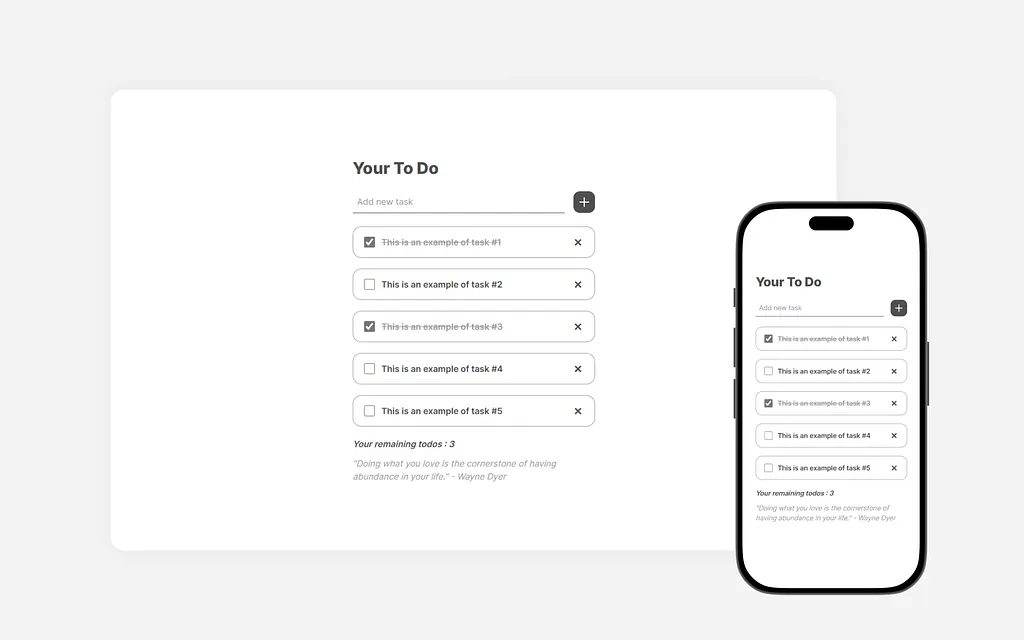 Your To Do
Add new task
This is an example of task #1
This is an example of task #2
This is an example of task #3
This is an example of task #4
This is an example of task #5
Your remaining todos : 3
"Doing what you love is the cornerstone of having
abundance in your life." - Wayne Dyer
Your To Do
Add new task
This is an example of task #1
This is an example of task #2
This is an example of task #3
This is an example of task #4
This is an example of task #5
Your remaining todos : 3
"Doing what you love is the cornerstone of
having abundance in your life." - Wayne Dyer